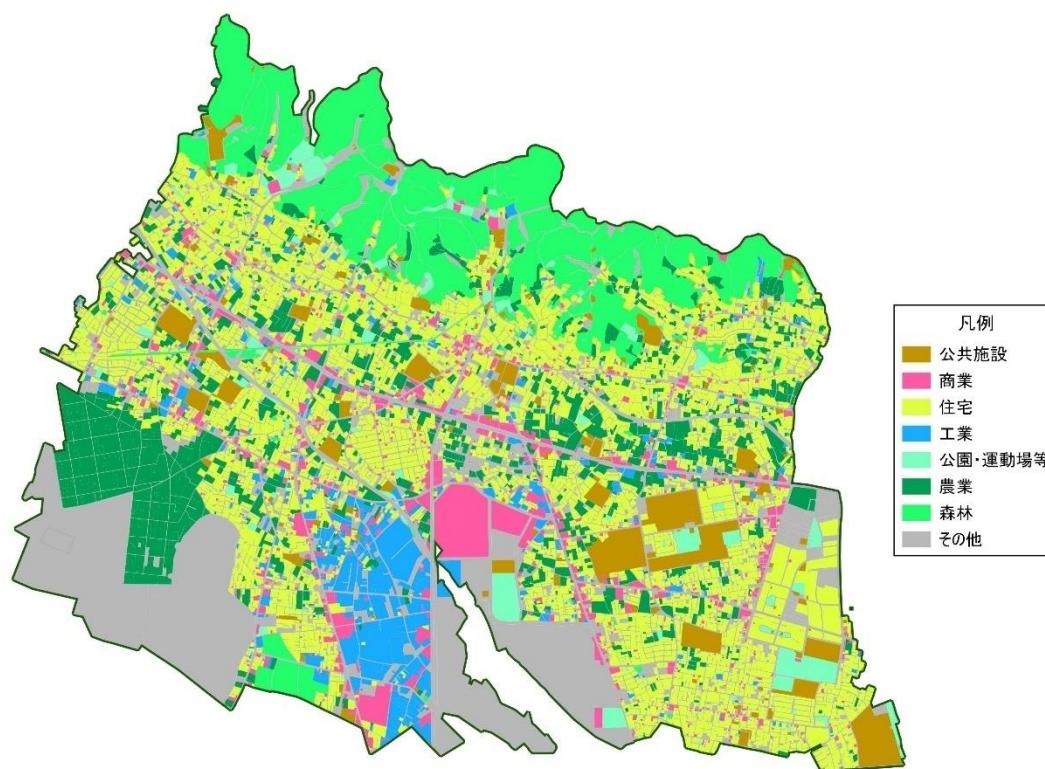 凡例
公共施設
商業
住宅
工業
公園・運動場等
農業
森林
その他